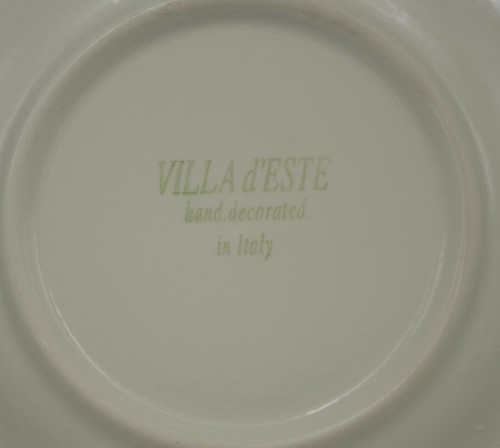 VILLA d'ESTE
hand.decorated
in Italy